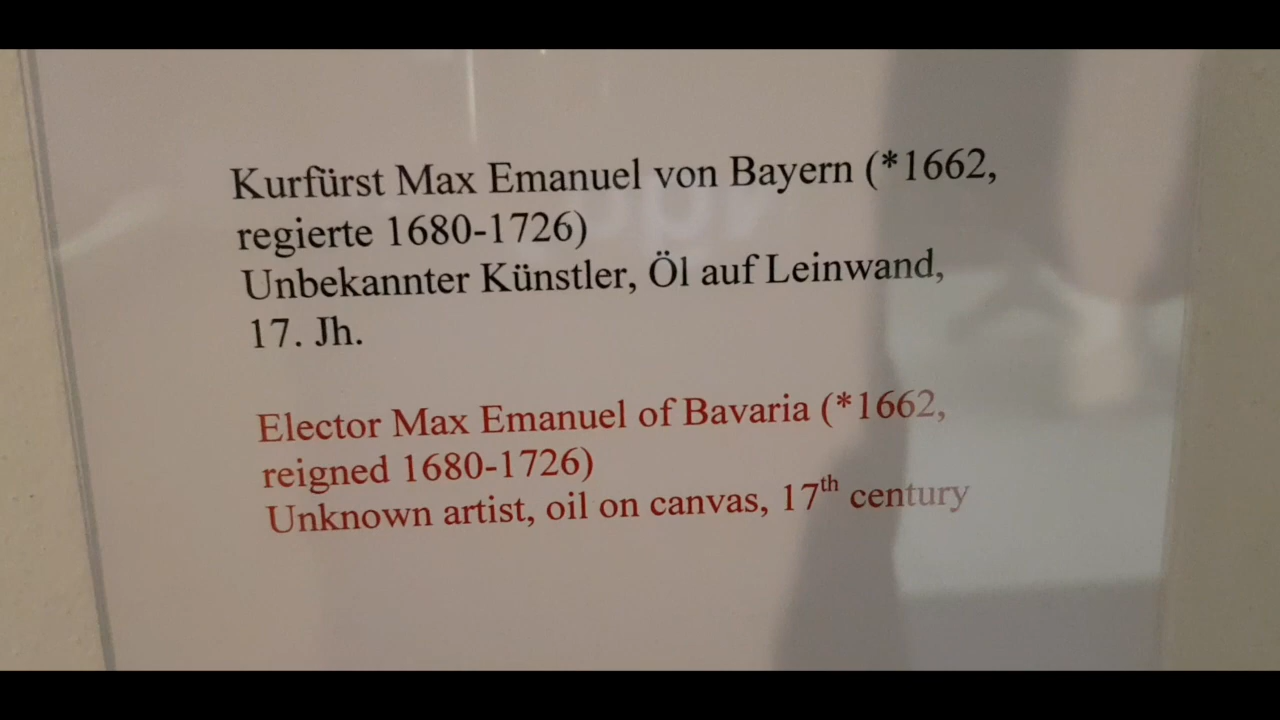 Kurfürst Max Emanuel von Bayern (*1662,
regierte 1680-1726)
Unbekannter Künstler, Öl auf Leinwand,
17. Jh.
Elector Max Emanuel of Bavaria (*1662,
reigned 1680-1726)
Unknown artist, oil on canvas, 17th century